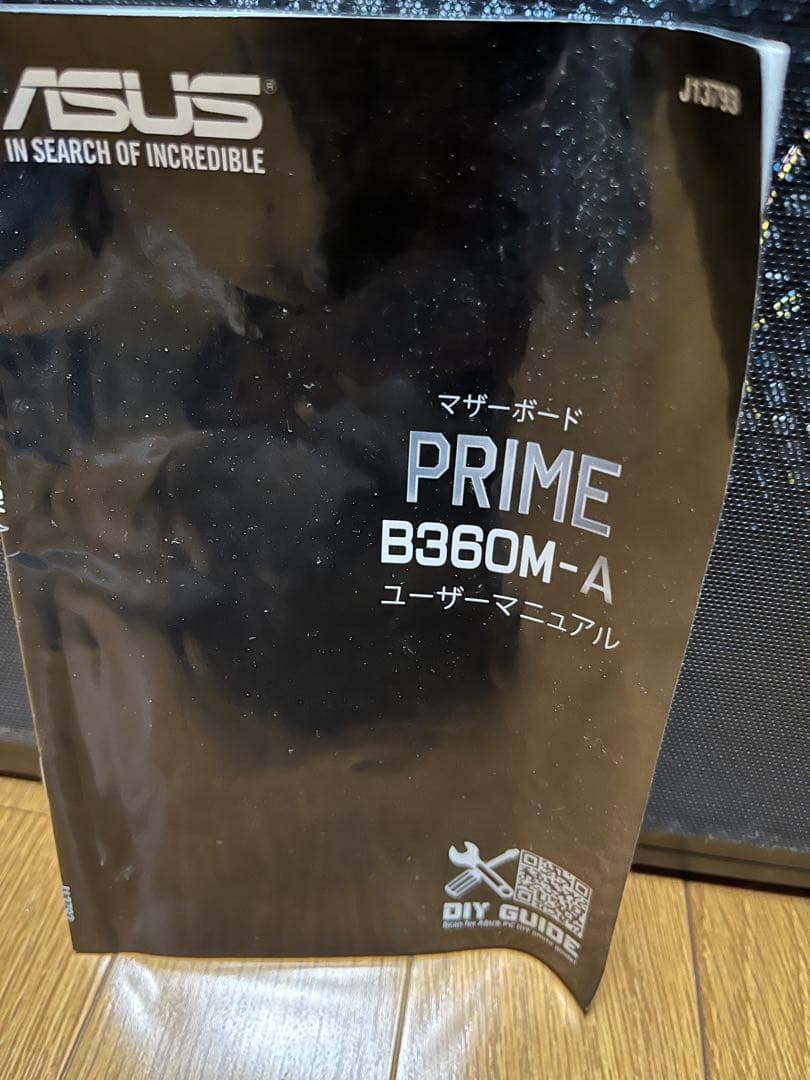 ASUS®
IN SEARCH OF INCREDIBLE
J13793
マザーボード
PRIME
B360M-A
ユーザーマニュアル
DIY GUIDE